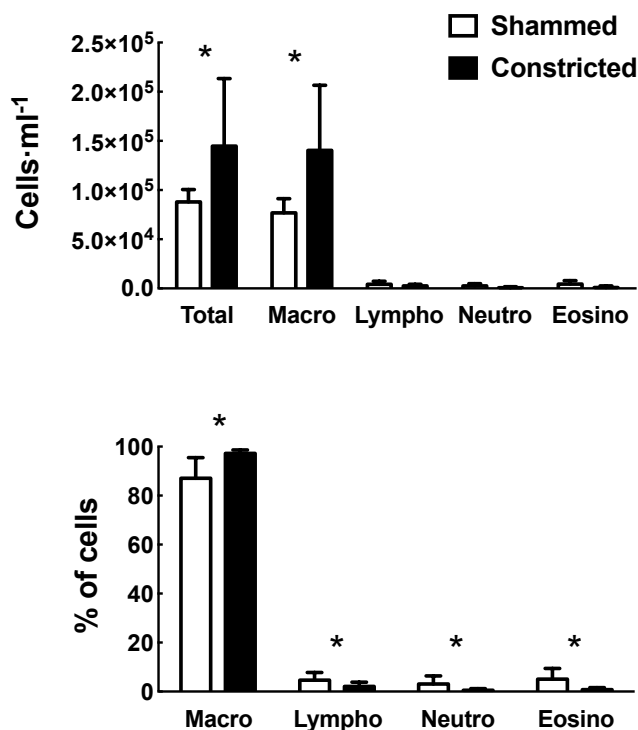 Shammed
Constricted
Cells·ml⁻¹
2.5×10⁵
2.0×10⁵
1.5×10⁵
1.0×10⁵
5.0×10⁴
0.0
* *
Total Macro Lympho Neutro Eosino
% of cells
100
80
60
40
20
0
* * * *
Macro Lympho Neutro Eosino